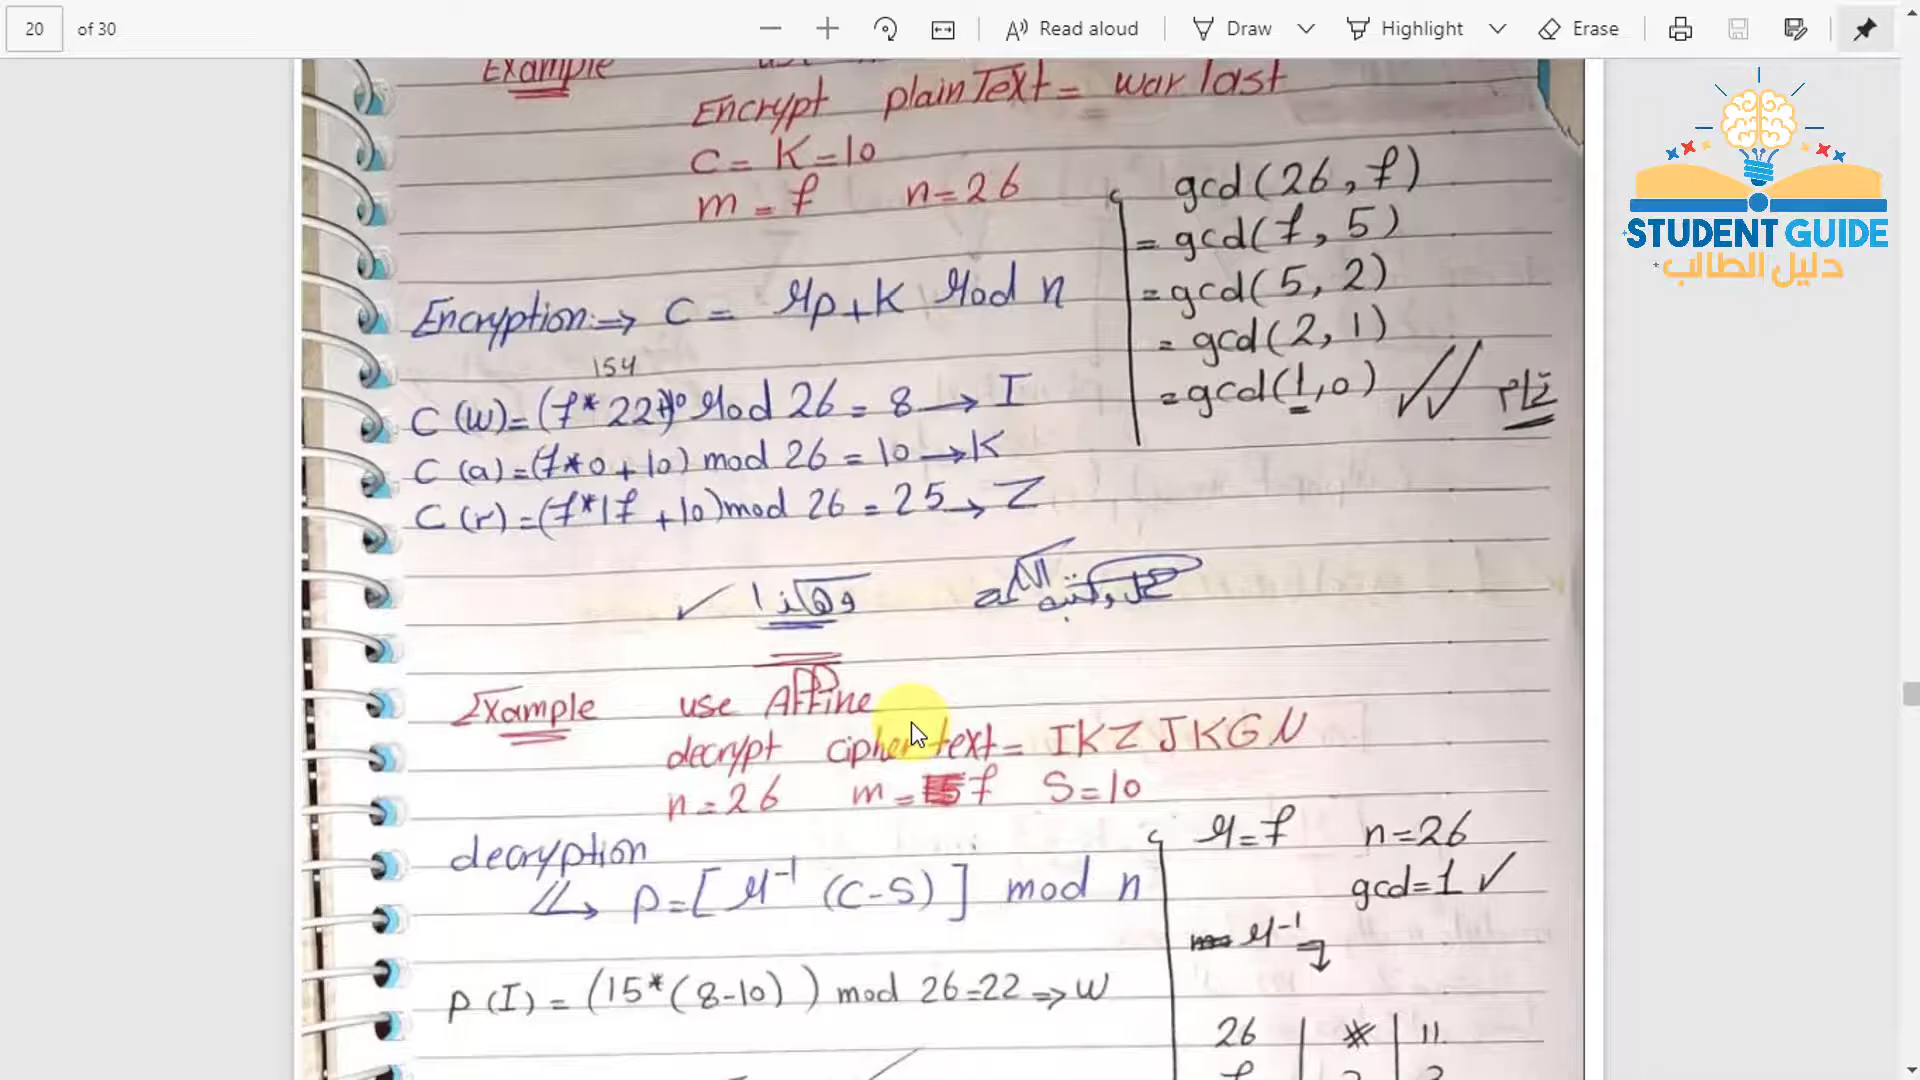 20 of 30
Read aloud
Draw
Highlight
Erase
STUDENT GUIDE
دليل الطالب
Example
Encrypt plainText = war last
C = K = 10
m = 7 n = 26
gcd(26, 7)
= gcd(7, 5)
= gcd(5, 2)
= gcd(2, 1)
= gcd(1, 0)
Encryption: → C = Mp + K Mod n
154
C (w) = (7 * 22 + 10) Mod 26 = 8 → I
C (a) = (7 * 0 + 10) mod 26 = 10 → K
C (r) = (7 * 17 + 10) mod 26 = 25 → Z
✓ وهكذا
Example use Affine
decrypt cipher text = IKZ JKGN
n = 26 m = 7 S = 10
decryption
P = [ M⁻¹ (C - S) ] mod n
P (I) = (15 * (8 - 10) ) mod 26 = 22 ⇒ W
M = 7 n = 26
gcd = 1 ✓
M⁻¹
26 | * | 11